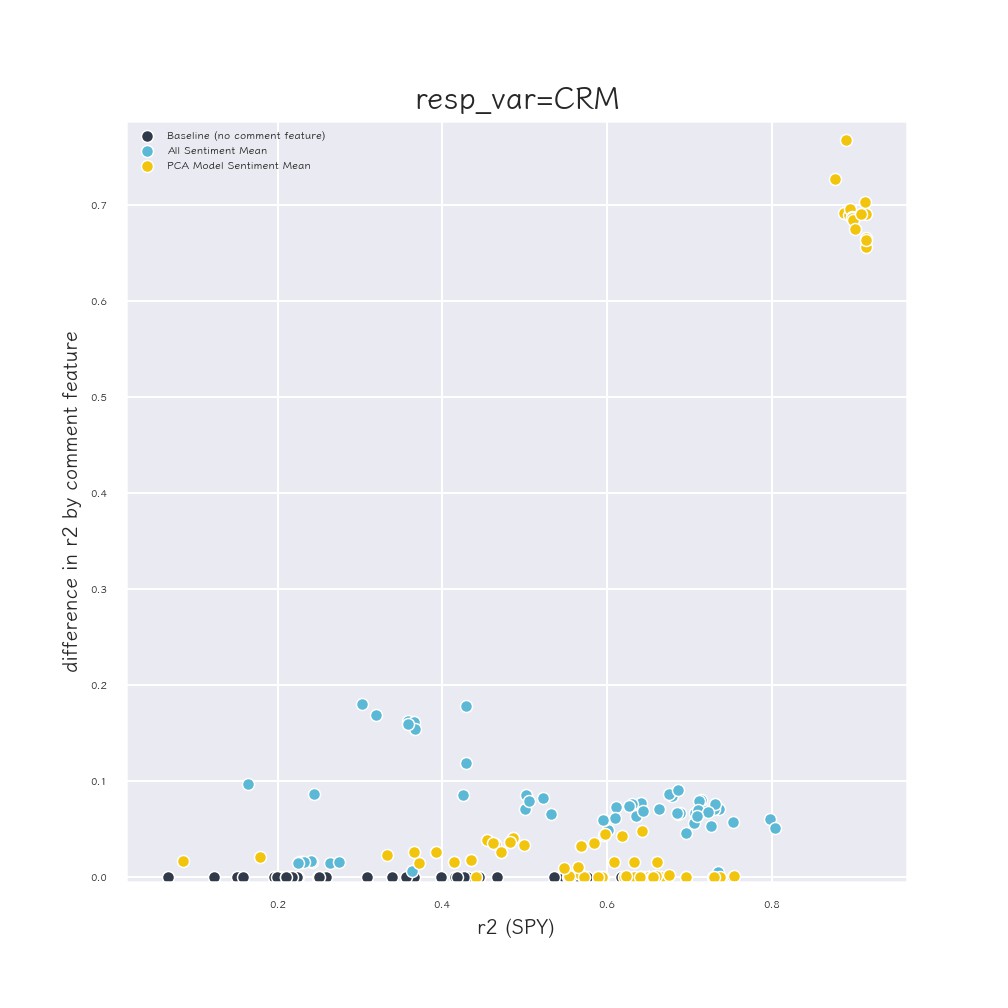 resp_var=CRM
Baseline (no comment feature)
All Sentiment Mean
PCA Model Sentiment Mean
difference in r2 by comment feature
0.7
0.6
0.5
0.4
0.3
0.2
0.1
0.0
0.2 0.4 0.6 0.8
r2 (SPY)